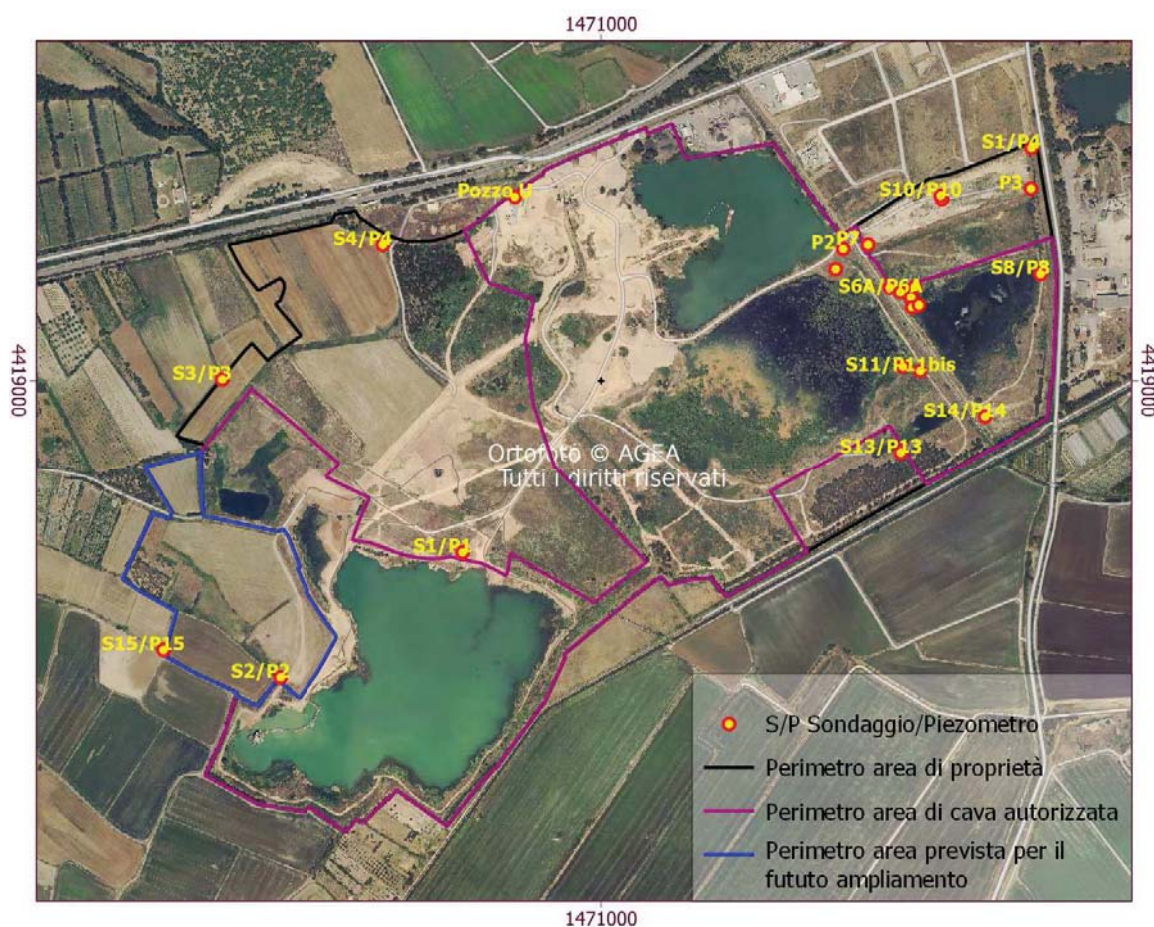 1471000
S1/P4
Pozzo U
S10/P10
P3
S4/P4
P2
P7
S8/P8
S6A/P6A
4419000
4419000
S3/P3
S11/P11bis
S14/P14
Ortofoto © AGEA
Tutti i diritti riservati
S13/P13
S1/P1
S15/P15
S2/P2
S/P Sondaggio/Piezometro
Perimetro area di proprietà
Perimetro area di cava autorizzata
Perimetro area prevista per il
fututo ampliamento
1471000